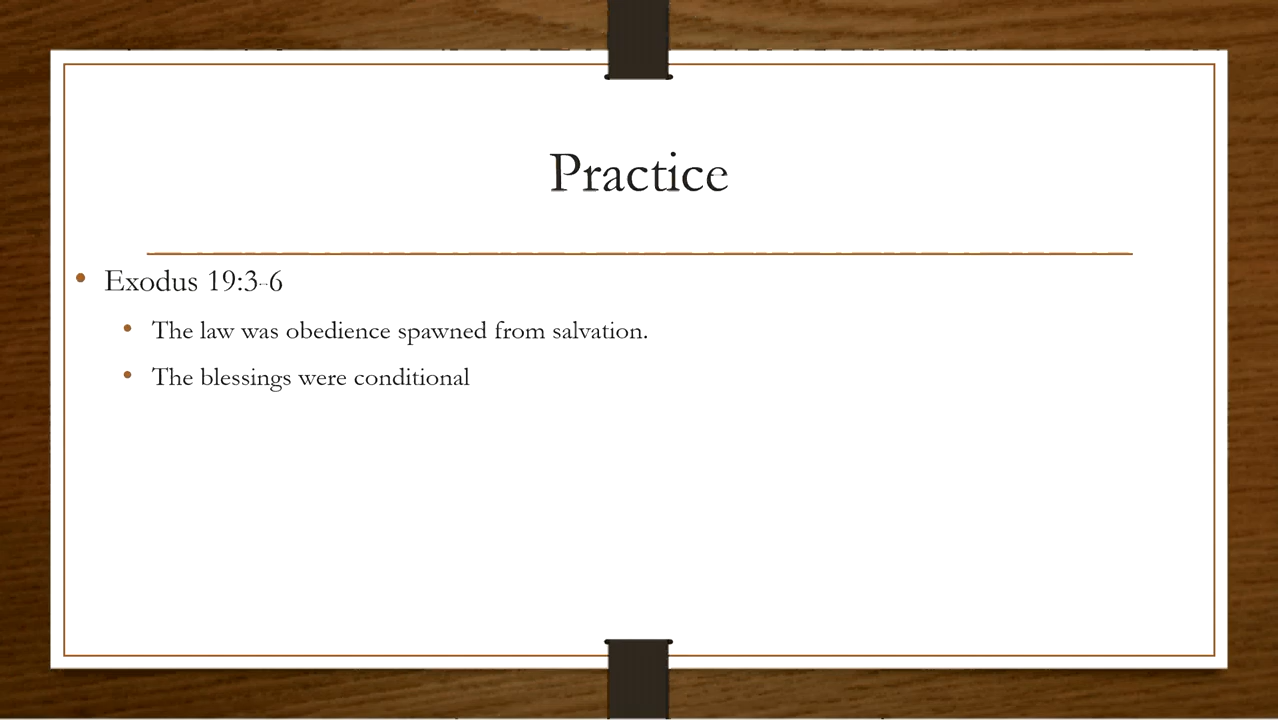 Practice
Exodus 19:3-6
The law was obedience spawned from salvation.
The blessings were conditional